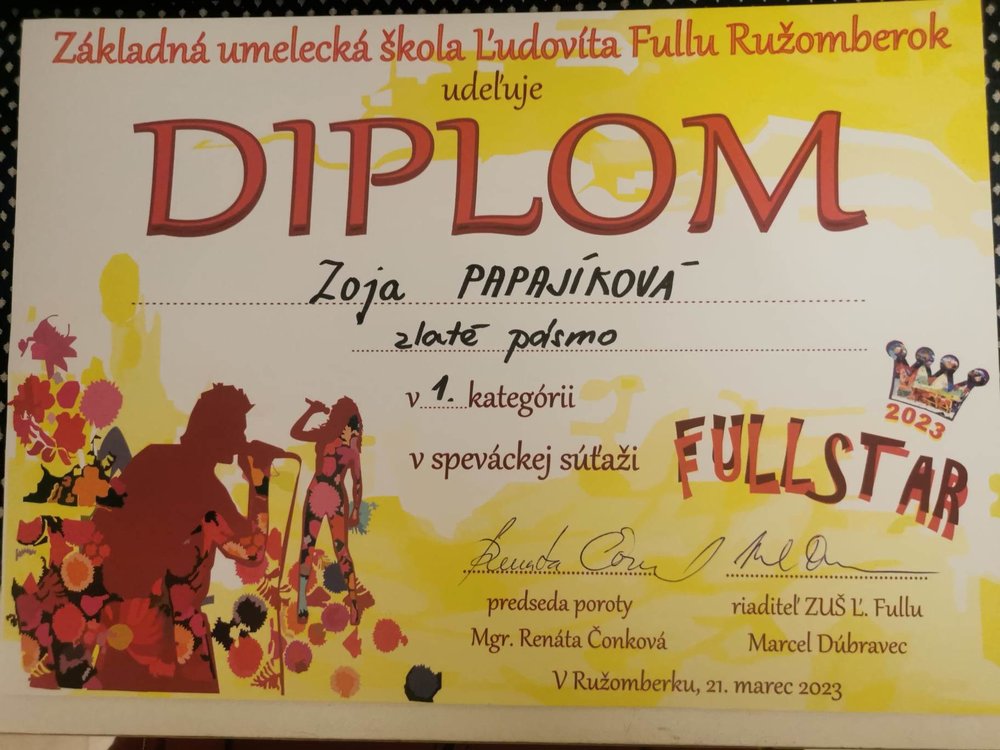 Základná umelecká škola Ľudovíta Fullu Ružomberok
udeľuje
DIPLOM
Zoja PAPAJÍKOVÁ
zlaté pásmo
v 1. kategórii
v speváckej súťaži
2023
FULLSTAR
predseda poroty
Mgr. Renáta Čonková
riaditeľ ZUŠ Ľ. Fullu
Marcel Dúbravec
V Ružomberku, 21. marec 2023